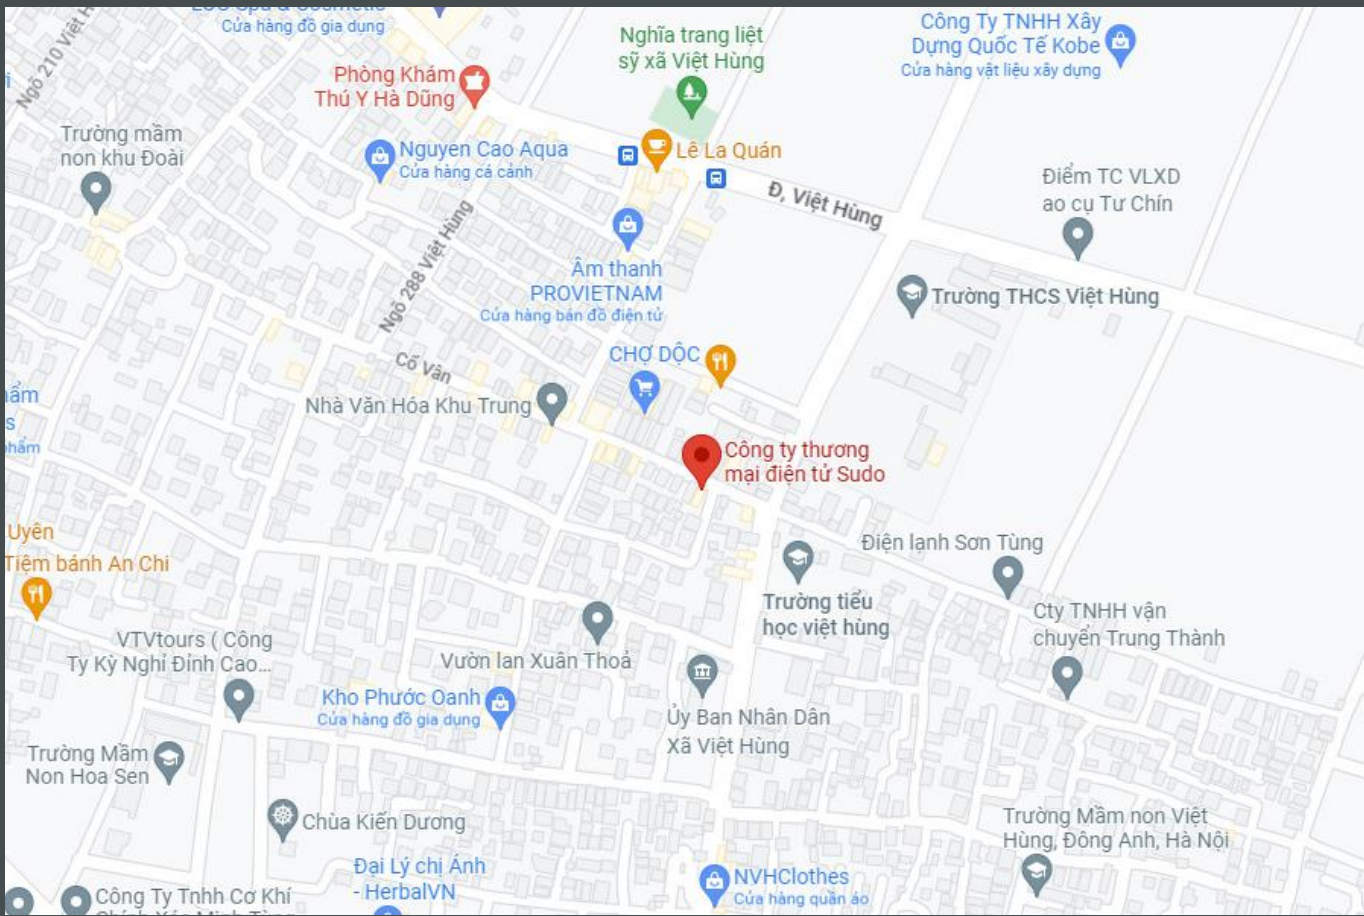 Cửa hàng đồ gia dụng
Ngõ 210 Việt
Phòng Khám
Thú Y Hà Dũng
Nghĩa trang liệt
sỹ xã Việt Hùng
Công Ty TNHH Xây
Dựng Quốc Tế Kobe
Cửa hàng vật liệu xây dựng
Trường mầm
non khu Đoài
Nguyen Cao Aqua
Cửa hàng cá cảnh
Lê La Quán
Đ, Việt Hùng
Điểm TC VLXD
ao cụ Tư Chín
Ngõ 288 Việt Hùng
Âm thanh
PROVIETNAM
Cửa hàng bán đồ điện tử
Trường THCS Việt Hùng
CHỢ DỘC
Cổ Vân
Nhà Văn Hóa Khu Trung
Công ty thương
mại điện tử Sudo
Uyên
Tiệm bánh An Chi
Điện lạnh Sơn Tùng
Trường tiểu
học việt hùng
Cty TNHH vận
chuyển Trung Thành
VTVtours ( Công
Ty Kỳ Nghỉ Đỉnh Cao...
Vườn lan Xuân Thoả
Kho Phước Oanh
Cửa hàng đồ gia dụng
Ủy Ban Nhân Dân
Xã Việt Hùng
Trường Mầm
Non Hoa Sen
Chùa Kiến Dương
Trường Mầm non Việt
Hùng, Đông Anh, Hà Nội
Đại Lý chị Ánh
- HerbalVN
NVHClothes
Cửa hàng quần áo
Công Ty Tnhh Cơ Khí